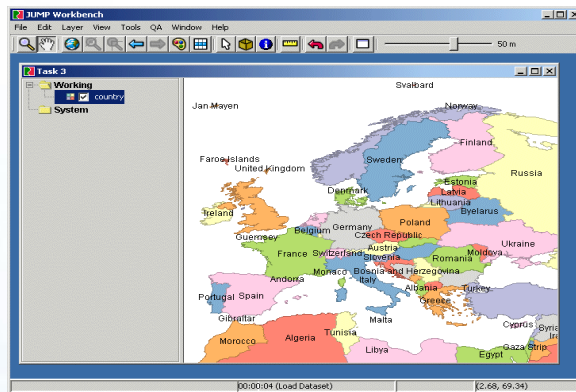 JUMP Workbench
File Edit Layer View Tools QA Window Help
50 m
Task 3
Working
country
System
Svalbard
Jan Mayen
Norway
Finland
Faroe Islands
United Kingdom
Sweden
Russia
Estonia
Denmark
Latvia
Lithuania
Ireland
Byelarus
Poland
Guernsey
Belgium
Germany
Czech Republic
Ukraine
France
Switzerland
Austria
Slovenia
Romania
Moldova
Monaco
Bosnia and Herzegovina
Andorra
Italy
Albania
Turkey
Portugal
Spain
Greece
Gibraltar
Malta
Cyprus
Syria
Morocco
Algeria
Tunisia
Gaza Strip
Libya
Egypt
00:00:04 (Load Dataset)
(2.68, 69.34)